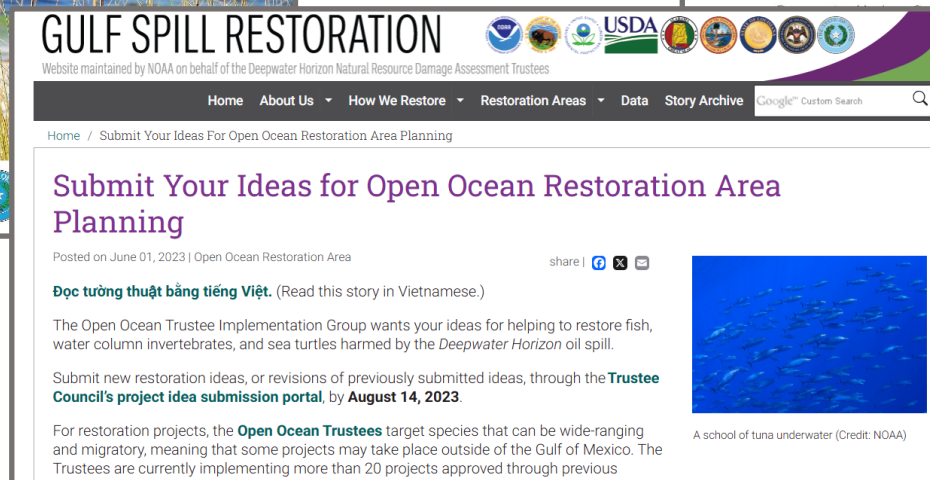 GULF SPILL RESTORATION
USDA
Website maintained by NOAA on behalf of the Deepwater Horizon Natural Resource Damage Assessment Trustees
Home About Us How We Restore Restoration Areas Data Story Archive Google™ Custom Search
Home / Submit Your Ideas For Open Ocean Restoration Area Planning
Submit Your Ideas for Open Ocean Restoration Area
Planning
Posted on June 01, 2023 | Open Ocean Restoration Area
share |
Đọc tường thuật bằng tiếng Việt. (Read this story in Vietnamese.)
The Open Ocean Trustee Implementation Group wants your ideas for helping to restore fish,
water column invertebrates, and sea turtles harmed by the Deepwater Horizon oil spill.
Submit new restoration ideas, or revisions of previously submitted ideas, through the Trustee
Council's project idea submission portal, by August 14, 2023.
For restoration projects, the Open Ocean Trustees target species that can be wide-ranging
and migratory, meaning that some projects may take place outside of the Gulf of Mexico. The
Trustees are currently implementing more than 20 projects approved through previous
A school of tuna underwater (Credit: NOAA)